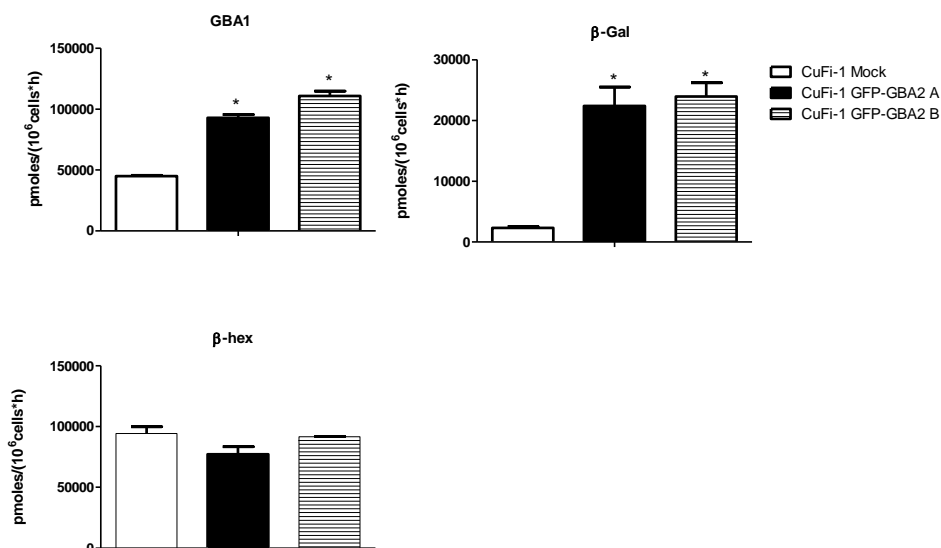 GBA1
150000
100000
50000
0
pmoles/(10⁶cells*h)
*
*
β-Gal
30000
20000
10000
0
pmoles/(10⁶cells*h)
*
*
CuFi-1 Mock
CuFi-1 GFP-GBA2 A
CuFi-1 GFP-GBA2 B
β-hex
150000
100000
50000
0
pmoles/(10⁶cells*h)